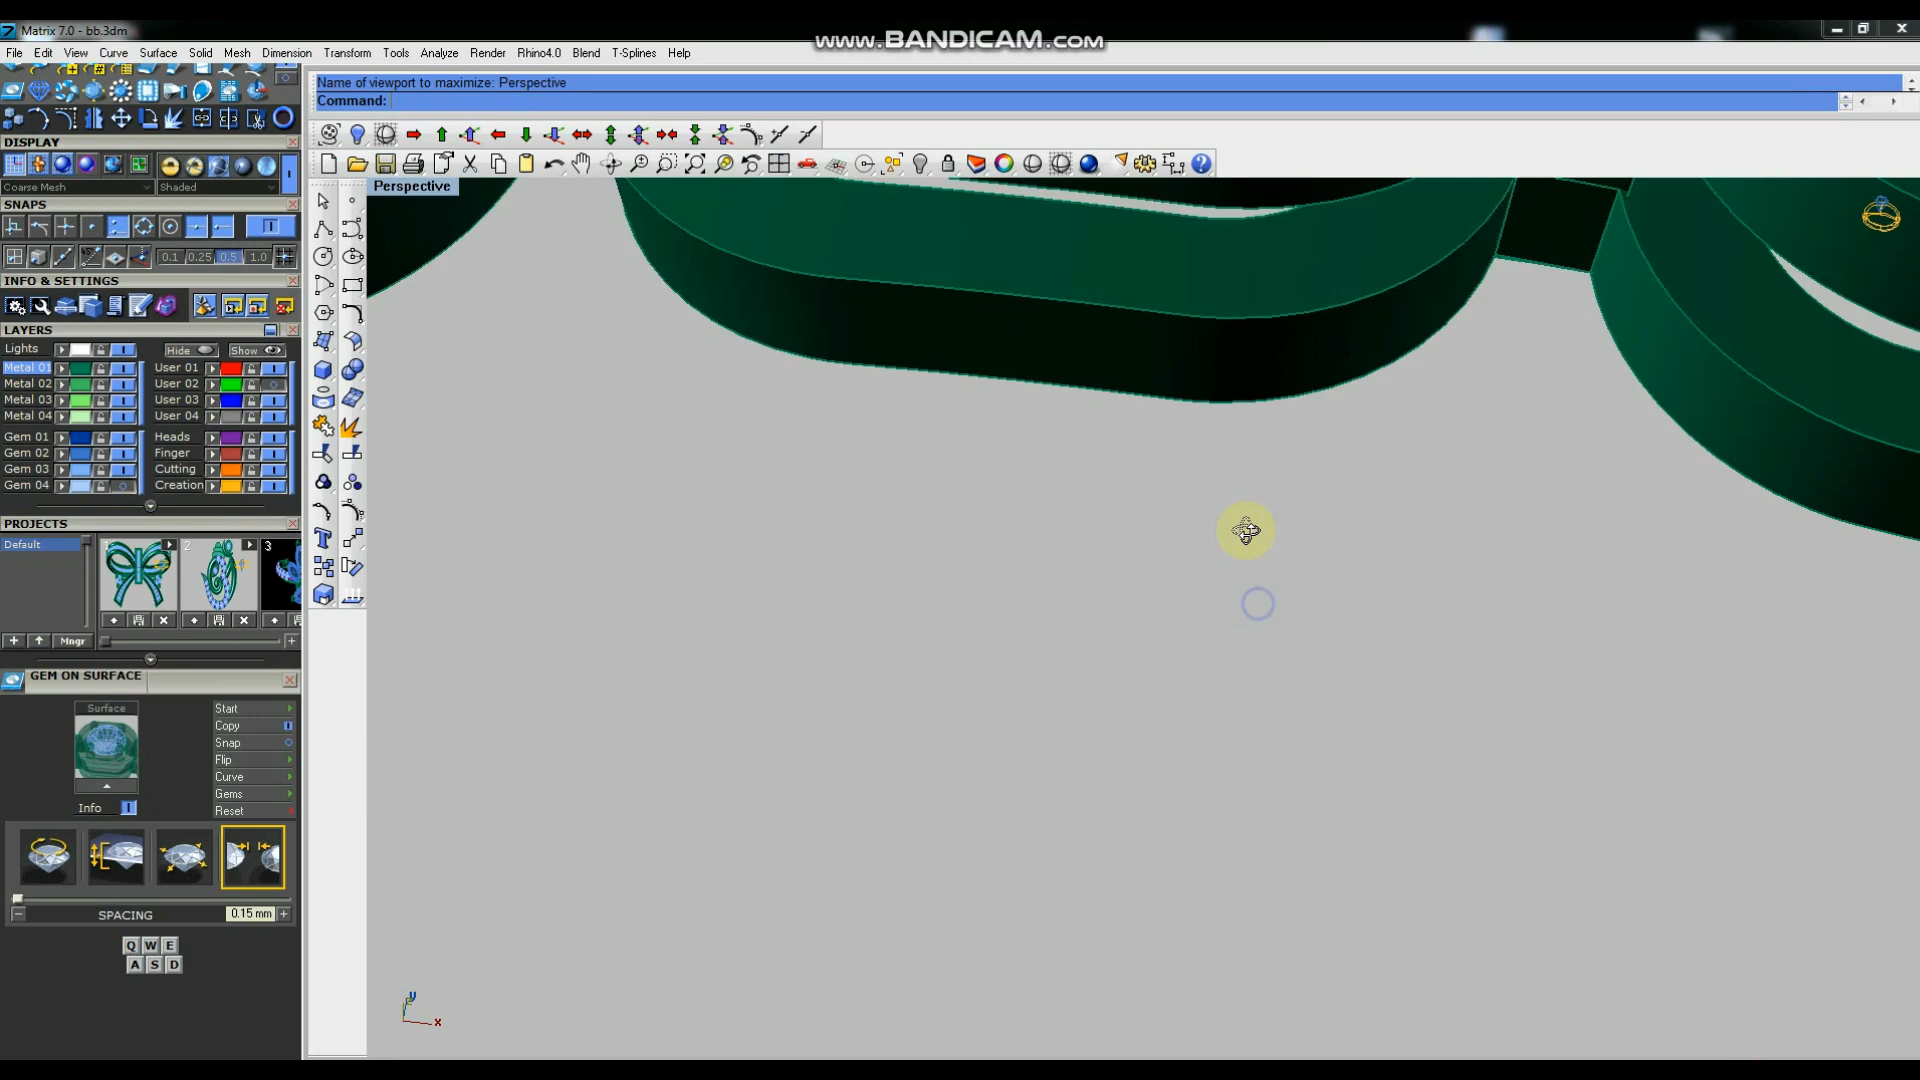 Matrix 7.0 - bb.3dm
www.BANDICAM.com
File Edit View Curve Surface Solid Mesh Dimension Transform Tools Analyze Render Rhino4.0 Blend T-Splines Help
Name of viewport to maximize: Perspective
Command:
DISPLAY
Coarse Mesh Shaded
SNAPS
0.1 0.25 0.5 1.0
INFO & SETTINGS
LAYERS
Lights Hide Show
Metal 01 User 01
Metal 02 User 02
Metal 03 User 03
Metal 04 User 04
Gem 01 Heads
Gem 02 Finger
Gem 03 Cutting
Gem 04 Creation
PROJECTS
Default 1 2 3
Mngr
GEM ON SURFACE
Surface
Start
Copy
Snap
Flip
Curve
Gems
Reset
Info
SPACING 0.15 mm
Q W E
A S D
Perspective
y
x